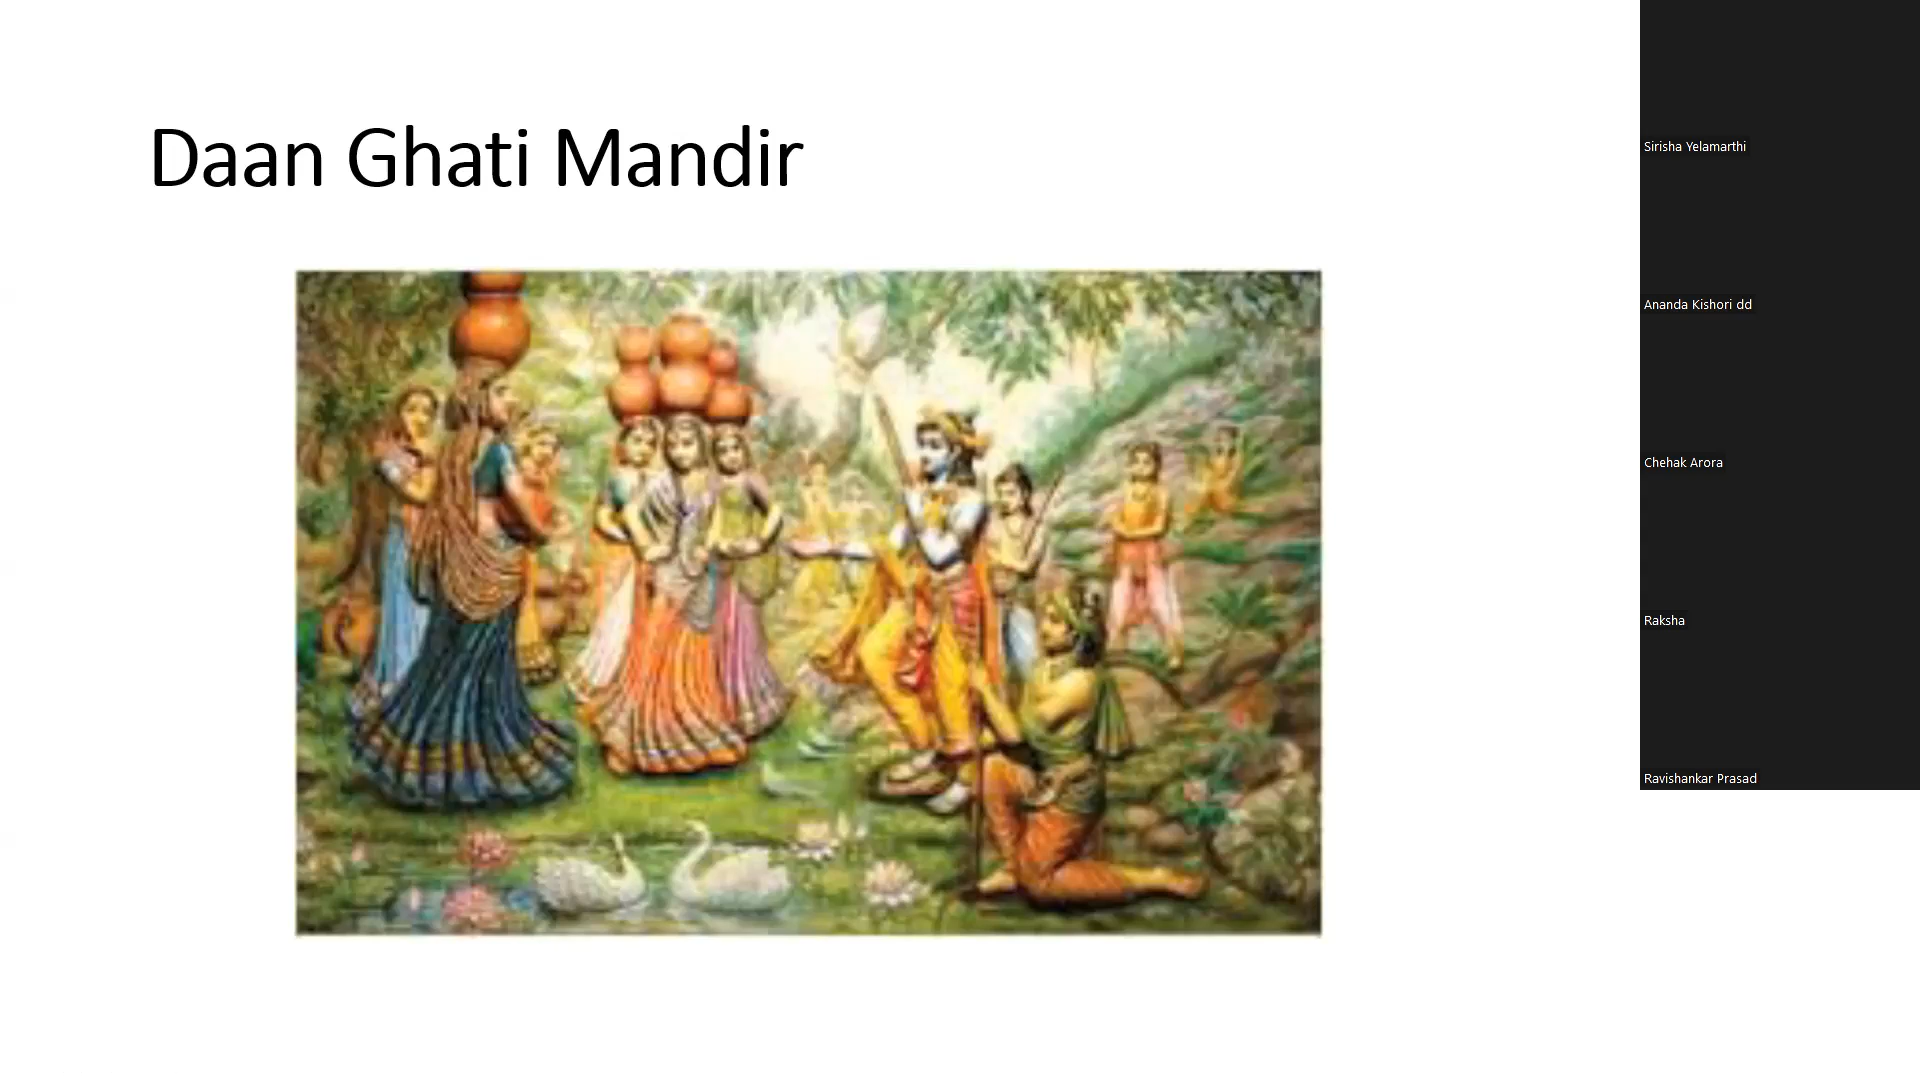 Daan Ghati Mandir
Sirisha Yelamarthi
Ananda Kishori dd
Chehak Arora
Raksha
Ravishankar Prasad